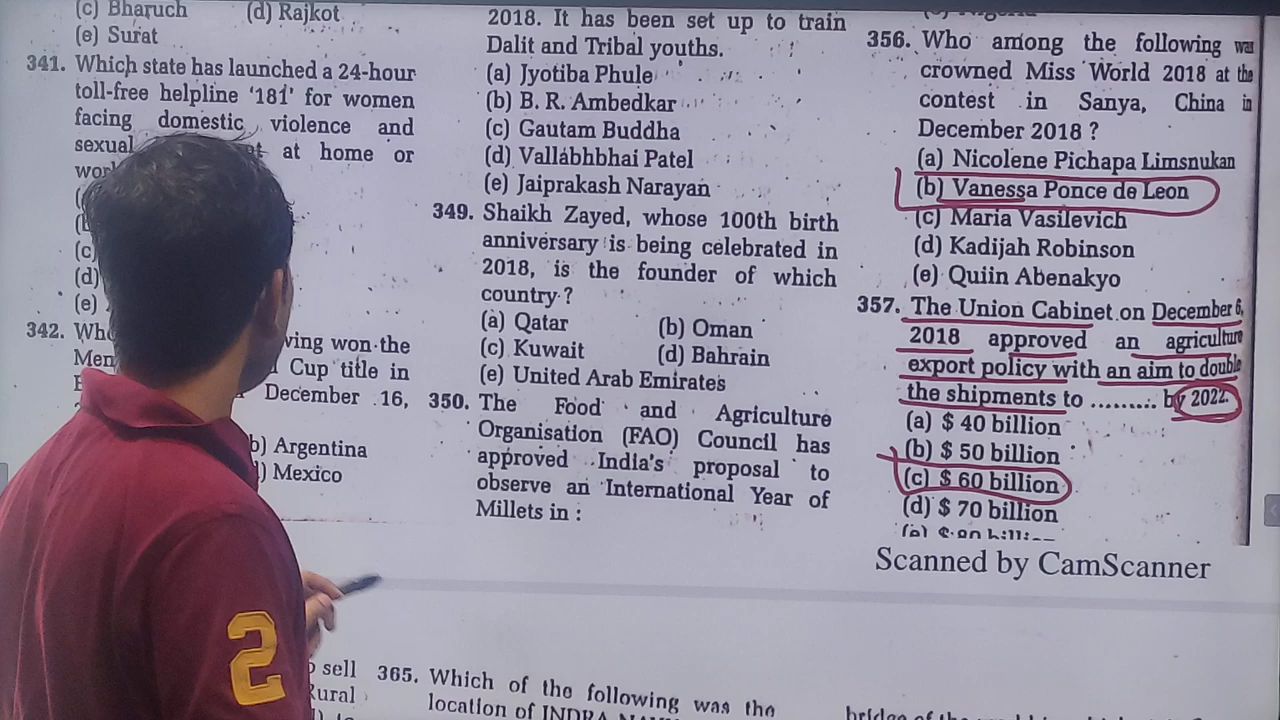 (c) Bharuch (d) Rajkot
(e) Surat
341. Which state has launched a 24-hour
toll-free helpline '181' for women
facing domestic violence and
sexual at home or
(c)
(d)
(e)
342.
ving won the
Men Cup title in
December 16,
b) Argentina
) Mexico
2018. It has been set up to train
Dalit and Tribal youths.
(a) Jyotiba Phule
(b) B. R. Ambedkar
(c) Gautam Buddha
(d) Vallabhbhai Patel
(e) Jaiprakash Narayan
349. Shaikh Zayed, whose 100th birth
anniversary is being celebrated in
2018, is the founder of which
country ?
(a) Qatar (b) Oman
(c) Kuwait (d) Bahrain
(e) United Arab Emirates
350. The Food and Agriculture
Organisation (FAO) Council has
approved India's proposal to
observe an International Year of
Millets in :
356. Who among the following was
crowned Miss World 2018 at the
contest in Sanya, China in
December 2018 ?
(a) Nicolene Pichapa Limsnukan
(b) Vanessa Ponce de Leon
(c) Maria Vasilevich
(d) Kadijah Robinson
(e) Quiin Abenakyo
357. The Union Cabinet on December 6,
2018 approved an agriculture
export policy with an aim to double
the shipments to ......... by 2022.
(a) $ 40 billion
(b) $ 50 billion
(c) $ 60 billion
(d) $ 70 billion
Scanned by CamScanner
sell
Rural
365. Which of the following was the
location of INDRA
2